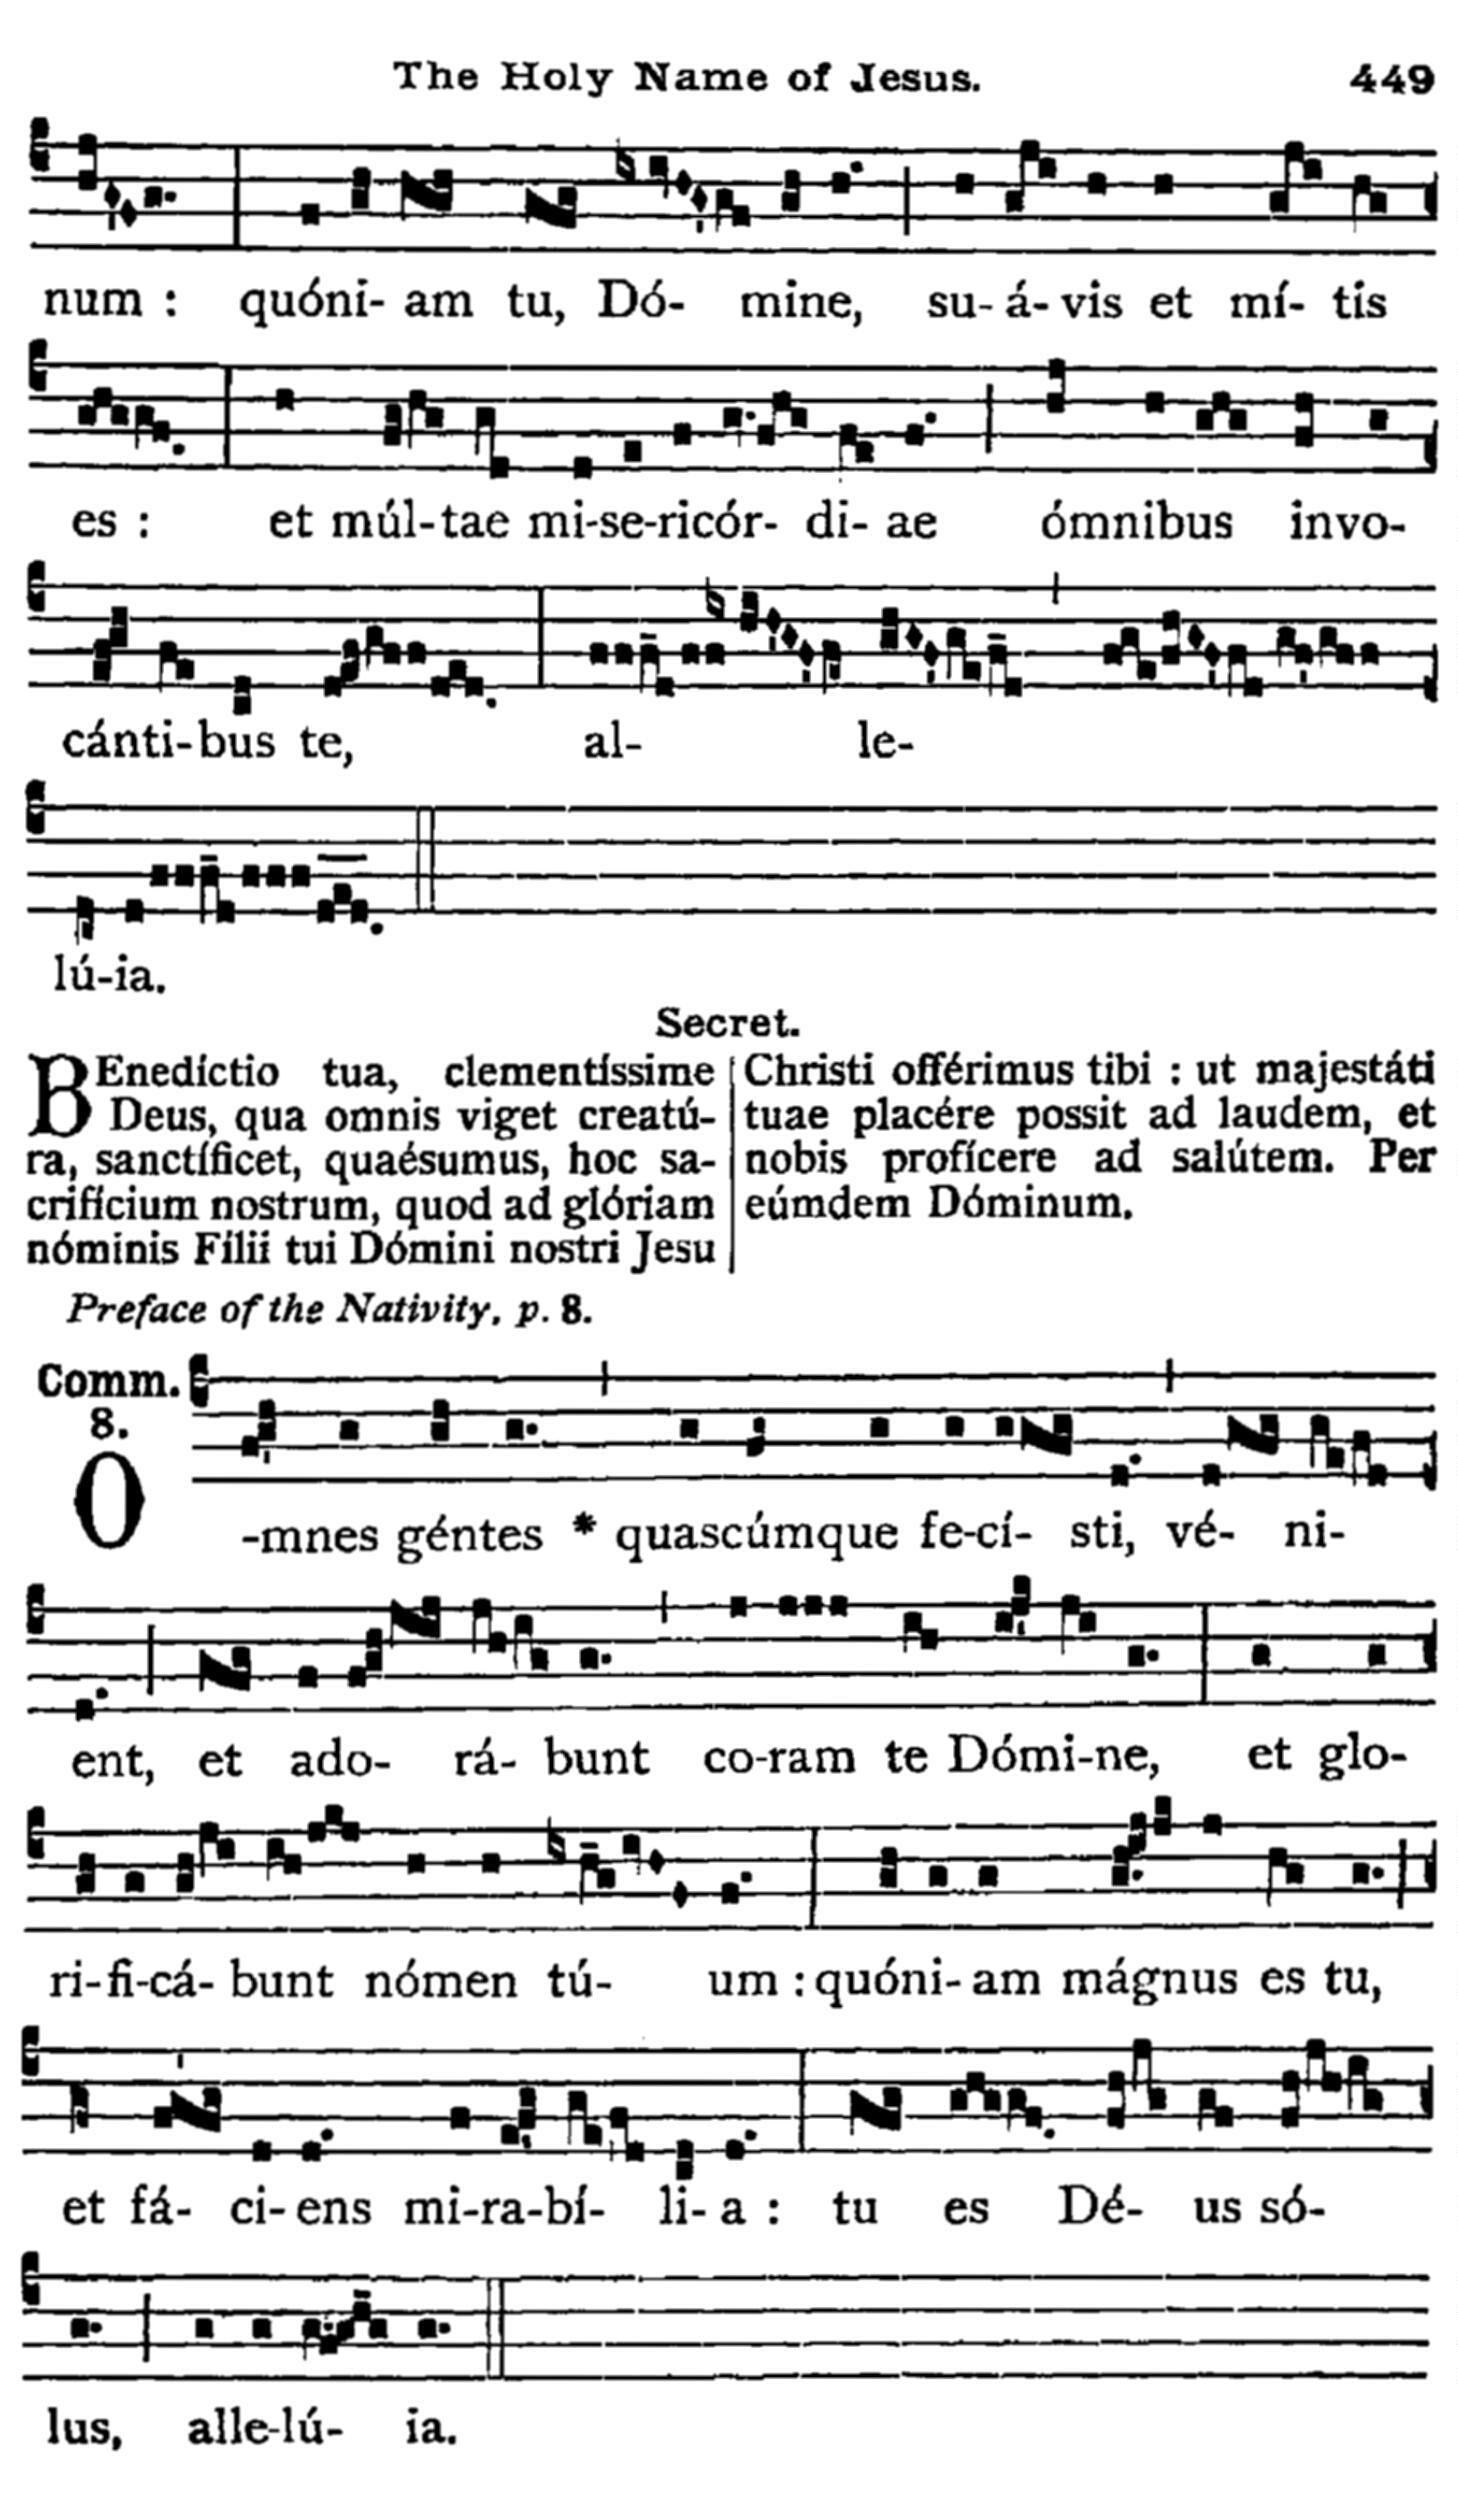 The Holy Name of Jesus. 449
num : quóni- am tu, Dó- mine, su- á- vis et mí- tis
es : et múl-tae mi-se-ricór- di- ae ómnibus invo-
cánti-bus te, al- le-
lú-ia.
Secret.
BEnedíctio tua, clementíssime
Deus, qua omnis viget creatú-
ra, sanctíficet, quaésumus, hoc sa-
crifícium nostrum, quod ad glóriam
nóminis Fílii tui Dómini nostri Jesu
Christi offérimus tibi : ut majestáti
tuae placére possit ad laudem, et
nobis profícere ad salútem. Per
eúmdem Dóminum.
Preface of the Nativity, p. 8.
Comm.
8.
O-mnes géntes * quascúmque fe-cí- sti, vé- ni-
ent, et ado- rá- bunt co-ram te Dómi-ne, et glo-
ri-fi-cá- bunt nómen tú- um : quóni- am mágnus es tu,
et fá- ci- ens mi-ra-bí- li- a : tu es Dé- us só-
lus, alle-lú- ia.